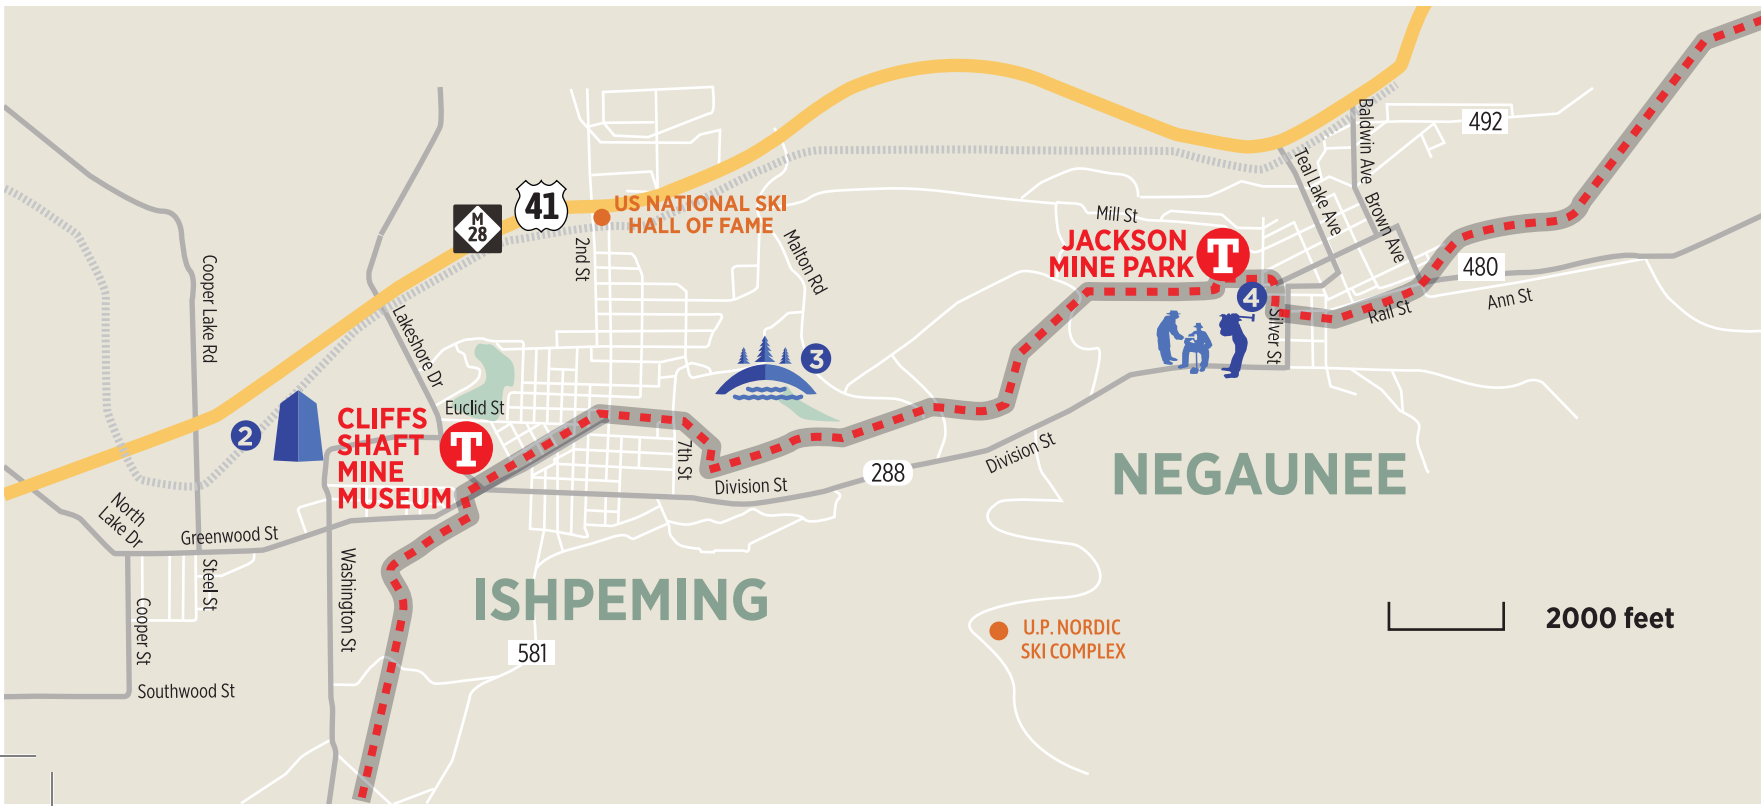 492
Baldwin Ave
Teal Lake Ave
Brown Ave
M
28
41
US NATIONAL SKI
HALL OF FAME
2nd St
Malton Rd
Mill St
JACKSON
MINE PARK
T
4
480
Ann St
Rail St
Silver St
Cooper Lake Rd
Lakeshore Dr
3
Euclid St
2
CLIFFS
SHAFT
MINE
MUSEUM
T
7th St
Division St
288
Division St
NEGAUNEE
North
Lake Dr
Greenwood St
Steel St
Washington St
Cooper St
ISHPEMING
581
Southwood St
U.P. NORDIC
SKI COMPLEX
2000 feet